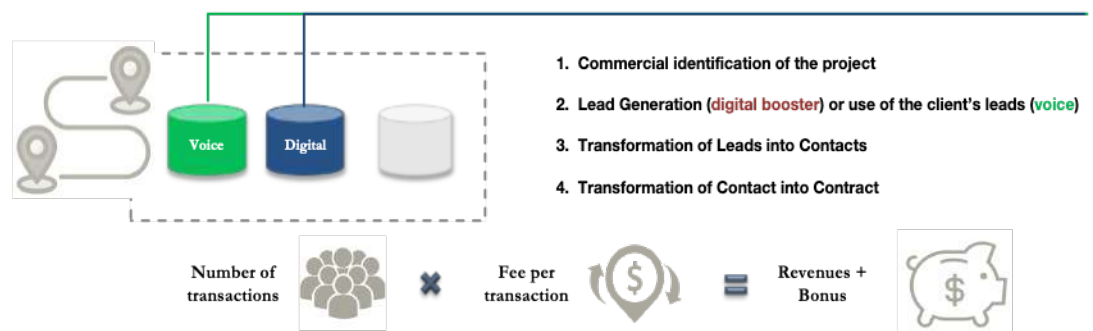 1. Commercial identification of the project
2. Lead Generation (digital booster) or use of the client's leads (voice)
Voice
Digital
3. Transformation of Leads into Contacts
4. Transformation of Contact into Contract
Number of
transactions
Fee per
transaction
$
Revenues +
Bonus
$